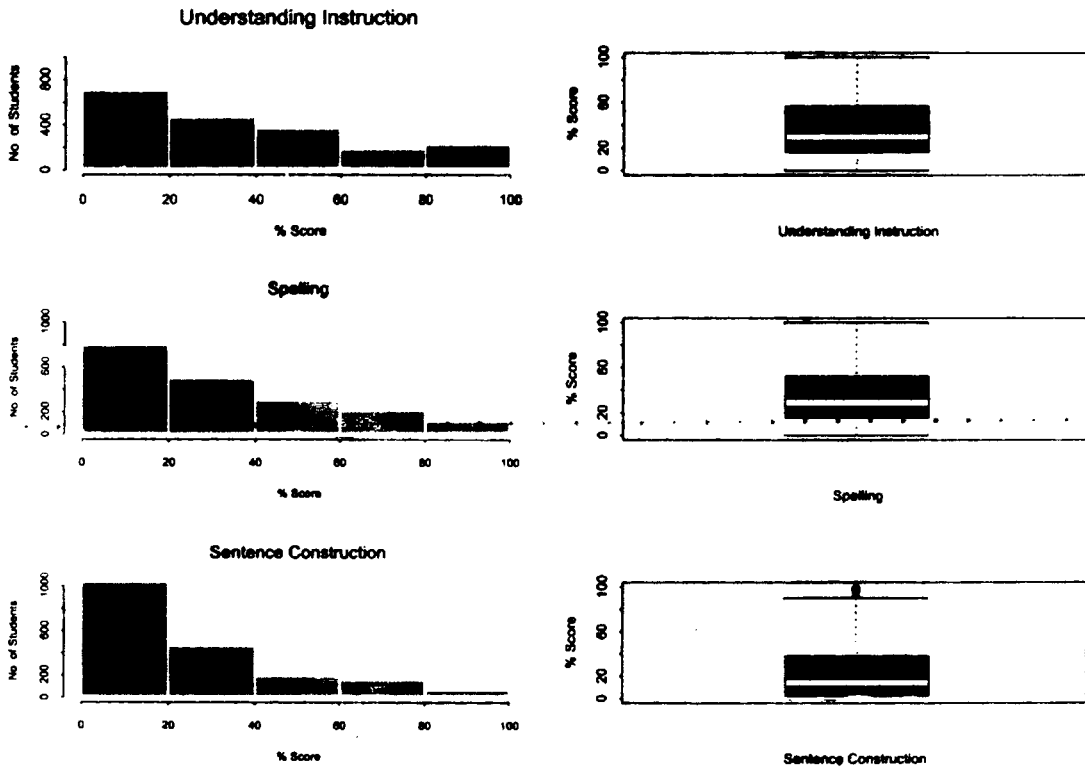 Understanding Instruction
No of Students
0 400 800
0 20 40 60 80 100
% Score
% Score
0 20 60 100
Understanding Instruction
Spelling
No of Students
0 200 600 1000
0 20 40 60 80 100
% Score
% Score
0 20 60 100
Spelling
Sentence Construction
No of Students
0 200 600 1000
0 20 40 60 80 100
% Score
% Score
0 20 60 100
Sentence Construction